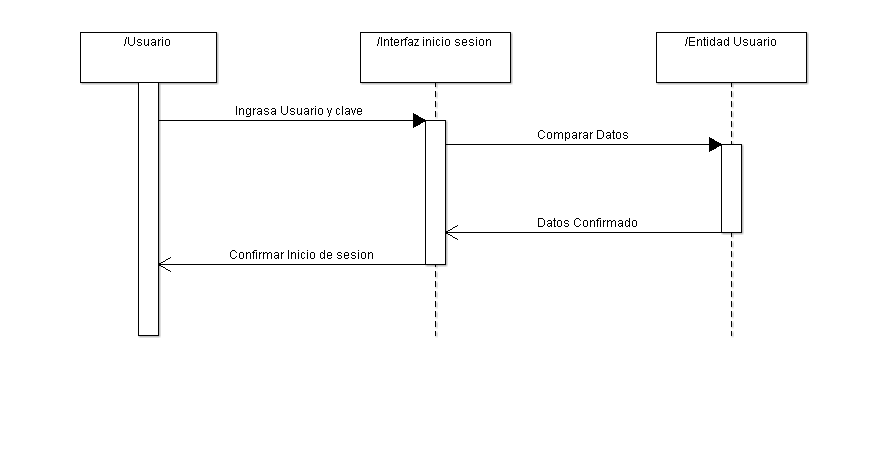 /Usuario
/Interfaz inicio sesion
/Entidad Usuario
Ingrasa Usuario y clave
Comparar Datos
Datos Confirmado
Confirmar Inicio de sesion